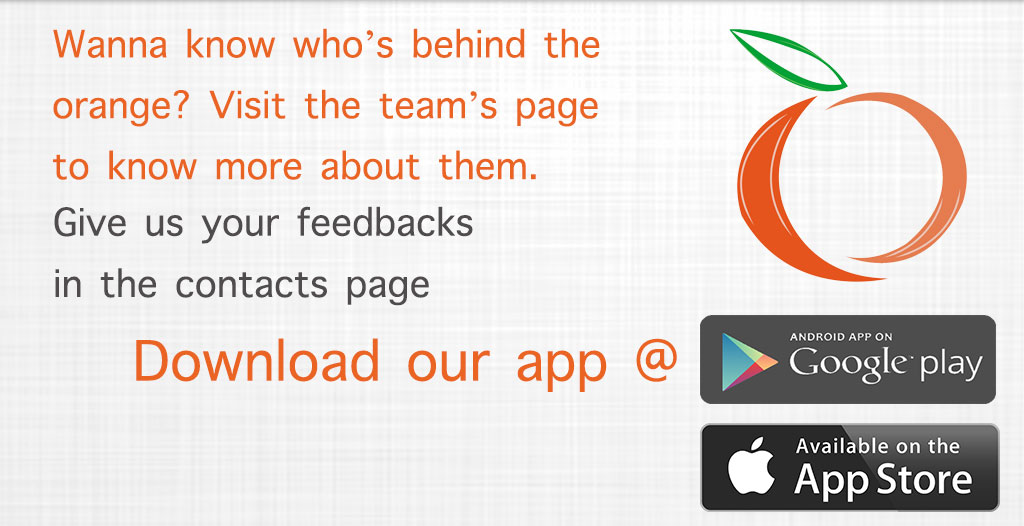 Wanna know who’s behind the
orange? Visit the team’s page
to know more about them.
Give us your feedbacks
in the contacts page
Download our app @
ANDROID APP ON
Google play
Available on the
App Store